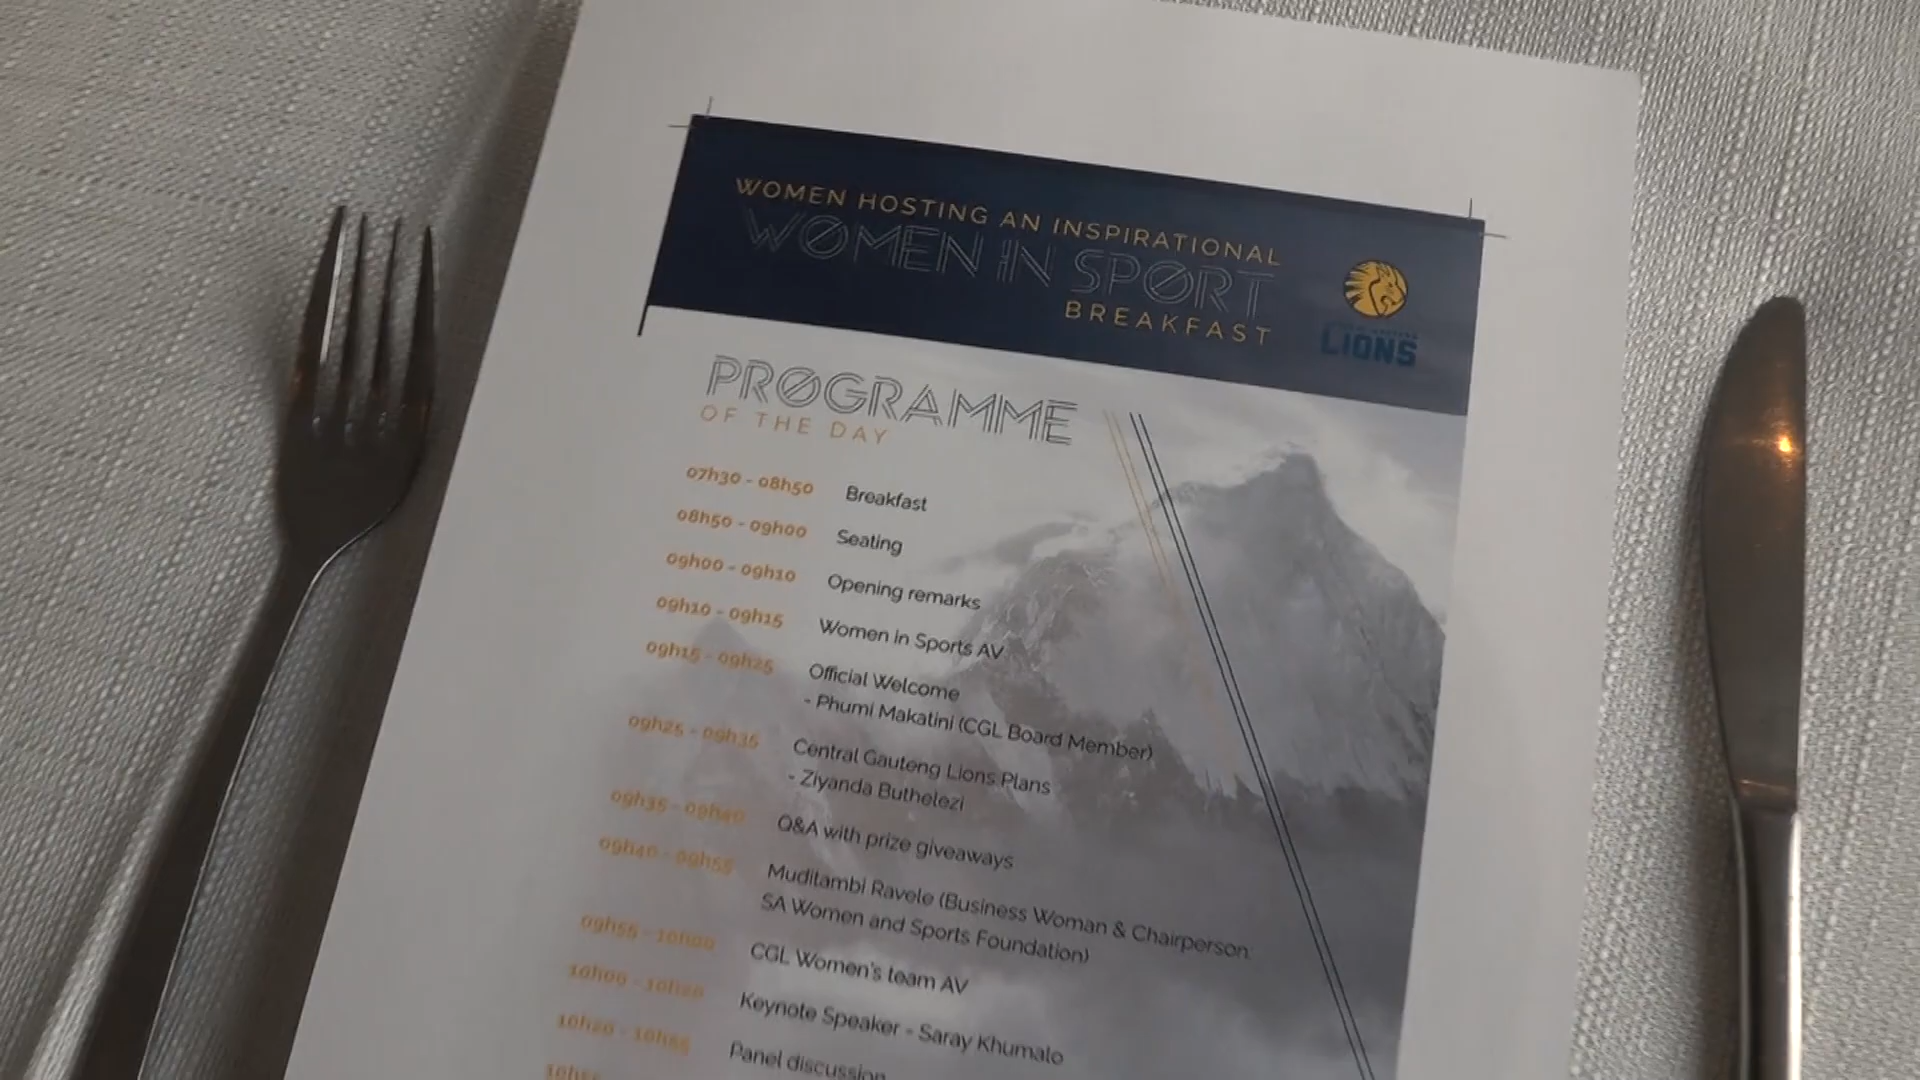 WOMEN HOSTING AN INSPIRATIONAL
WOMEN IN SPØRT
BREAKFAST
LIONS
PRØGRAMME
OF THE DAY
07h30 - 08h50 Breakfast
08h50 - 09h00 Seating
09h00 - 09h10 Opening remarks
09h10 - 09h15 Women in Sports AV
09h15 - 09h25 Official Welcome
- Phumi Makatini (CGL Board Member)
09h25 - 09h35 Central Gauteng Lions Plans
- Ziyanda Buthelezi
09h35 - 09h40 Q&A with prize giveaways
09h40 - 09h55 Muditambi Ravele (Business Woman & Chairperson:
SA Women and Sports Foundation)
09h55 - 10h00 CGL Women's team AV
10h00 - 10h20 Keynote Speaker - Saray Khumalo
10h20 - 10h55 Panel discussion